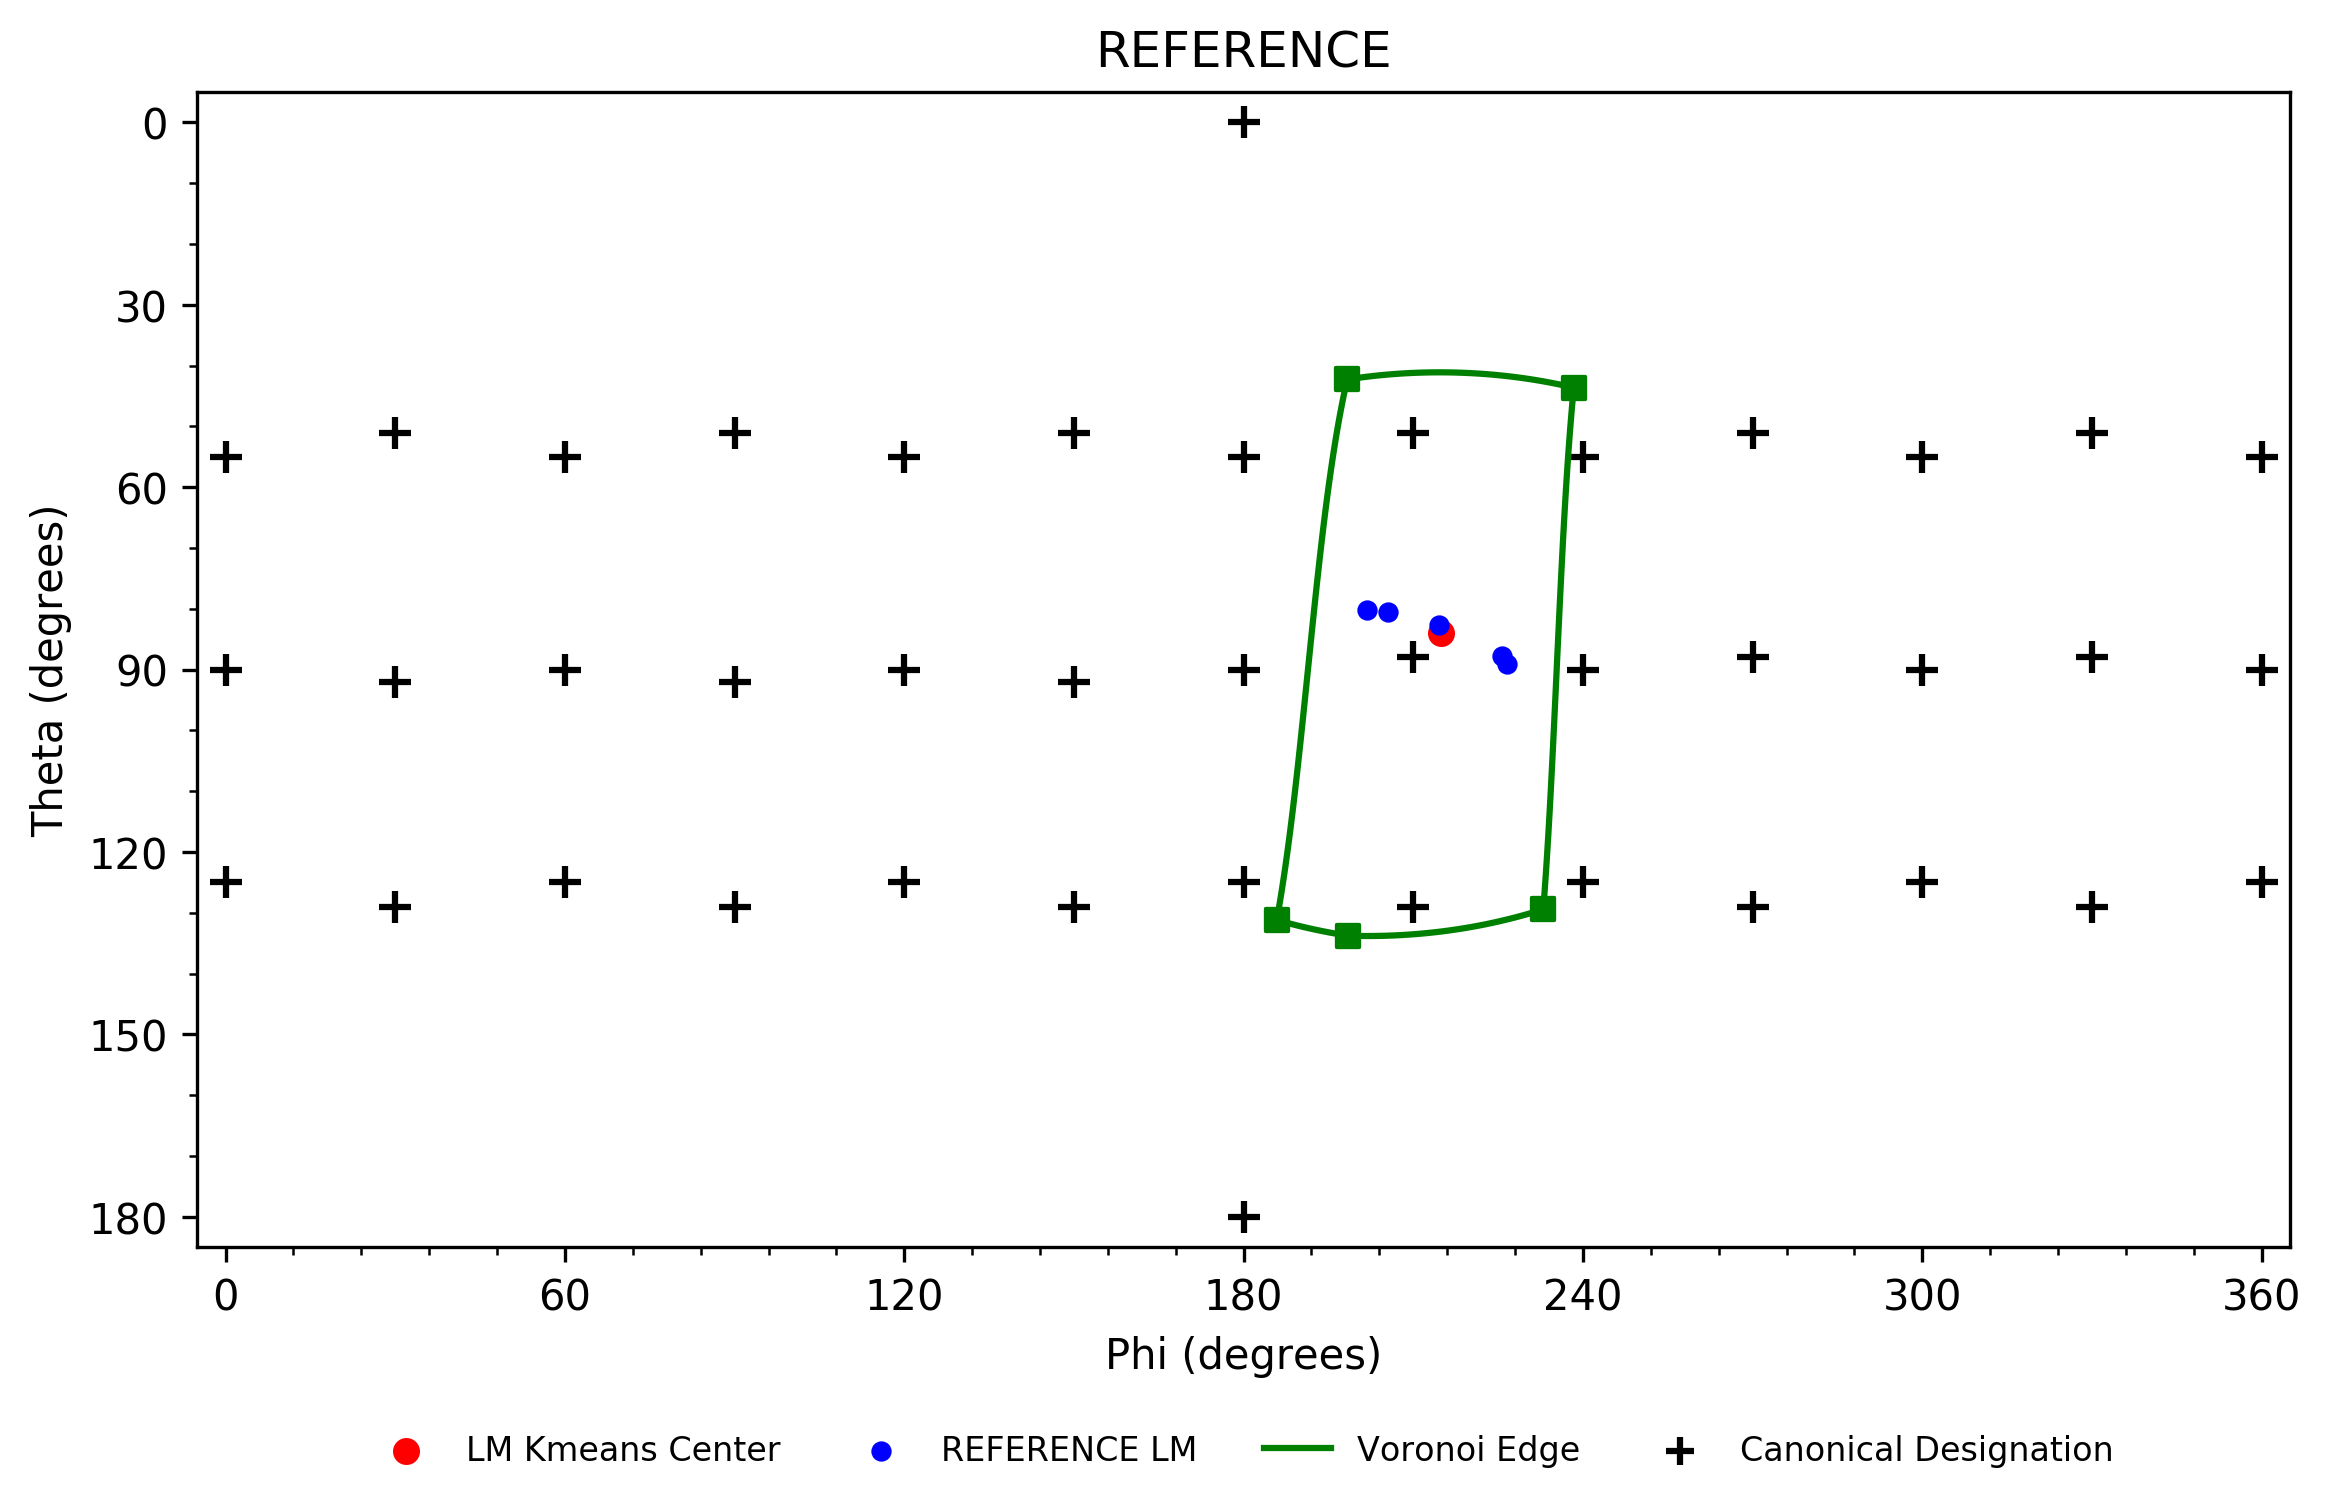 REFERENCE
0
30
60
90
120
150
180
Theta (degrees)
0 60 120 180 240 300 360
Phi (degrees)
LM Kmeans Center REFERENCE LM Voronoi Edge Canonical Designation